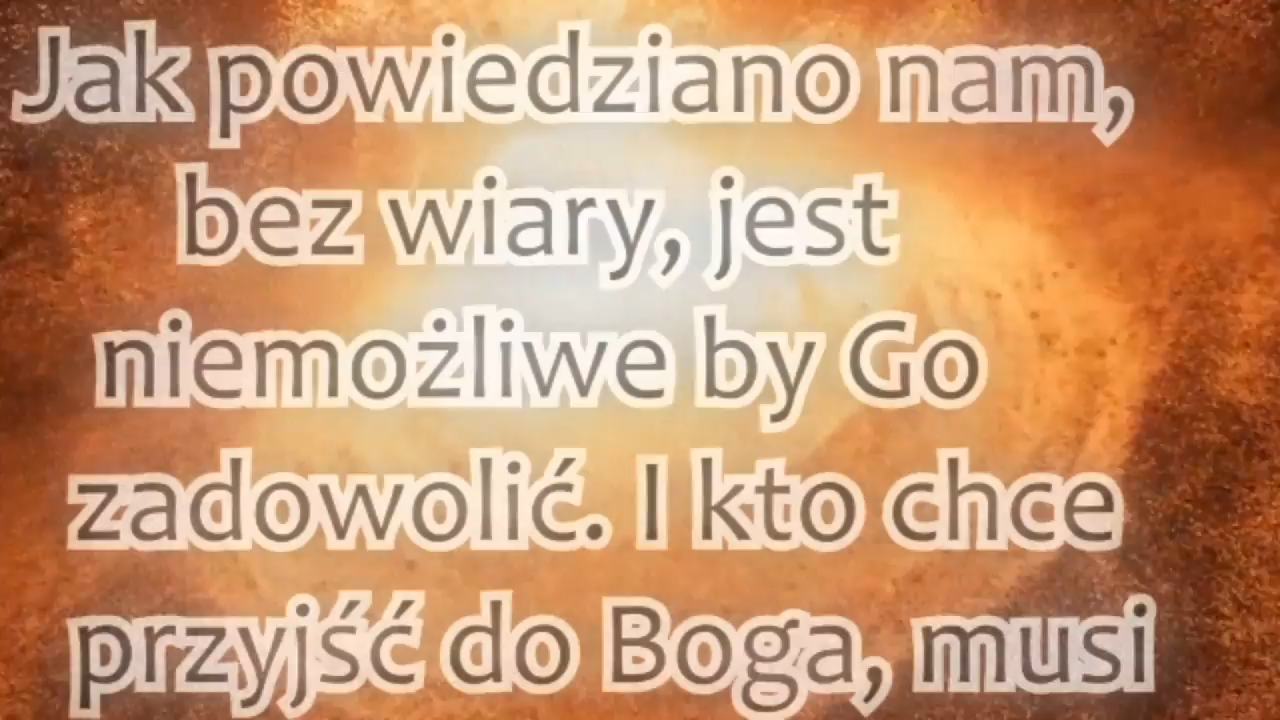 Jak powiedziano nam,
bez wiary, jest
niemożliwe by Go
zadowolić. I kto chce
przyjść do Boga, musi